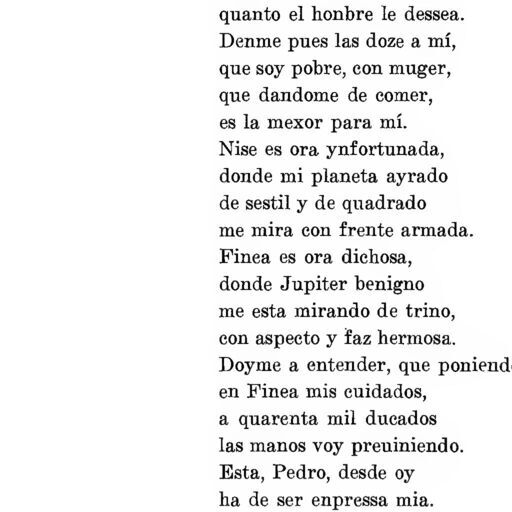 quanto el honbre le dessea.
Denme pues las doze a mí,
que soy pobre, con muger,
que dandome de comer,
es la mexor para mí.
Nise es ora ynfortunada,
donde mi planeta ayrado
de sestil y de quadrado
me mira con frente armada.
Finea es ora dichosa,
donde Jupiter benigno
me esta mirando de trino,
con aspecto y faz hermosa.
Doyme a entender, que poniend
en Finea mis cuidados,
a quarenta mil ducados
las manos voy preuiniendo.
Esta, Pedro, desde oy
ha de ser enpressa mia.